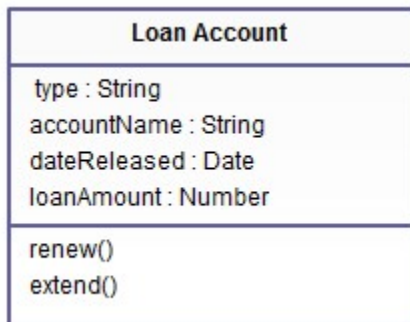 Loan Account
type : String
accountName : String
dateReleased : Date
loanAmount : Number
renew()
extend()